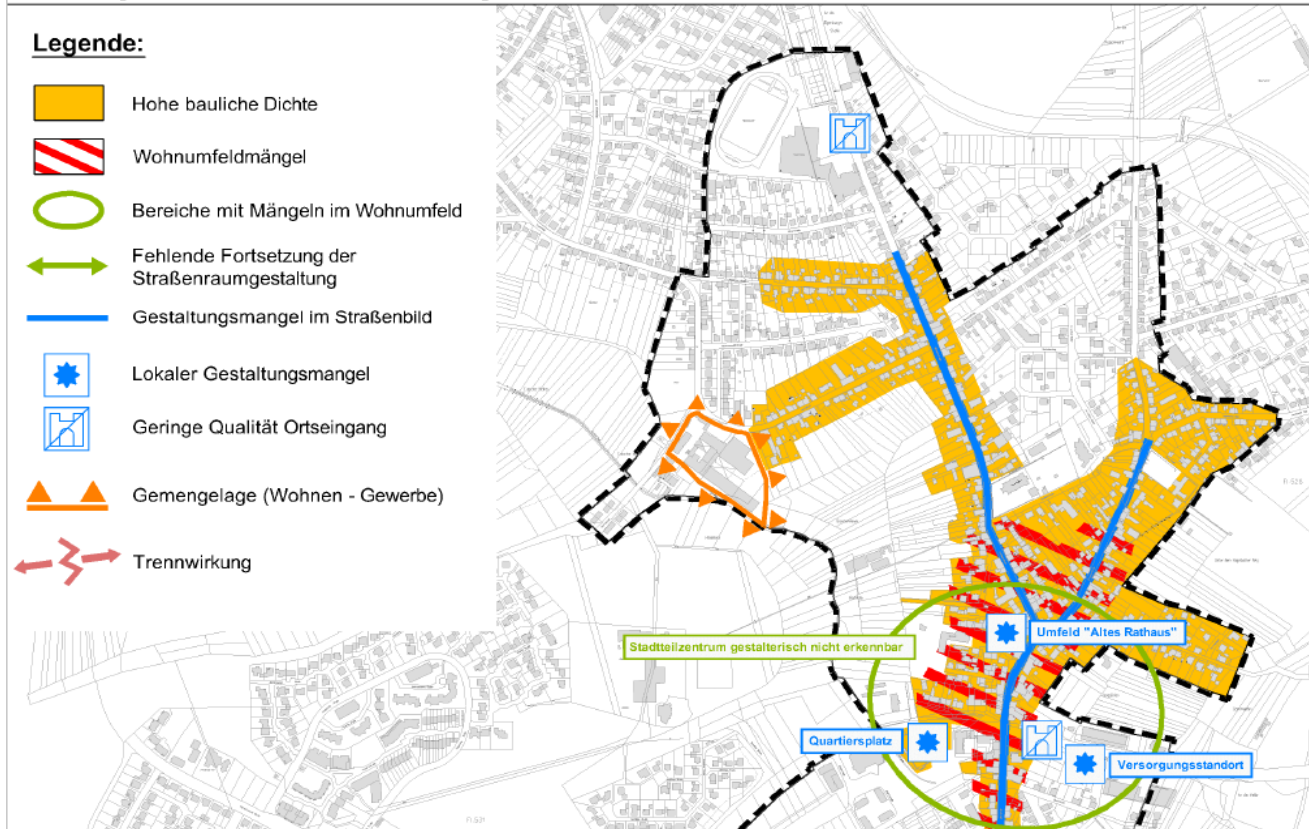 Legende:
Hohe bauliche Dichte
Wohnumfeldmängel
Bereiche mit Mängeln im Wohnumfeld
Fehlende Fortsetzung der
Straßenraumgestaltung
Gestaltungsmangel im Straßenbild
Lokaler Gestaltungsmangel
Geringe Qualität Ortseingang
Gemengelage (Wohnen - Gewerbe)
Trennwirkung
Umfeld "Altes Rathaus"
Stadtteilzentrum gestalterisch nicht erkennbar
Quartiersplatz
Versorgungsstandort